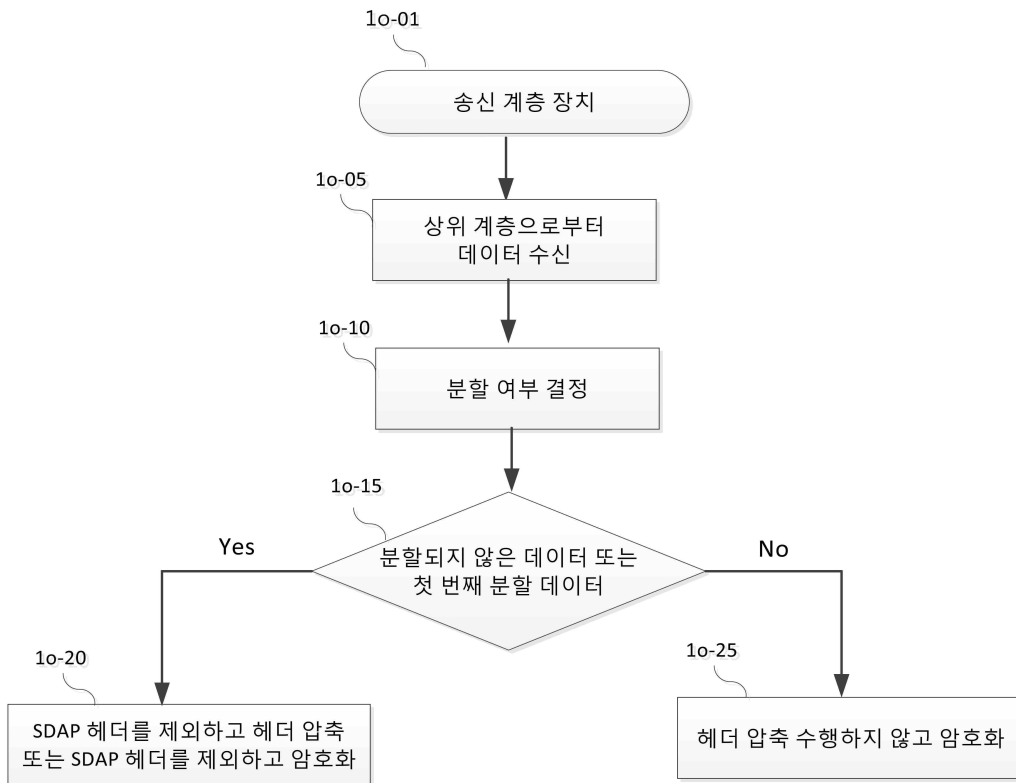 1o-01
송신 계층 장치
1o-05
상위 계층으로부터
데이터 수신
1o-10
분할 여부 결정
1o-15
분할되지 않은 데이터 또는
첫 번째 분할 데이터
Yes
No
1o-20
SDAP 헤더를 제외하고 헤더 압축
또는 SDAP 헤더를 제외하고 암호화
1o-25
헤더 압축 수행하지 않고 암호화